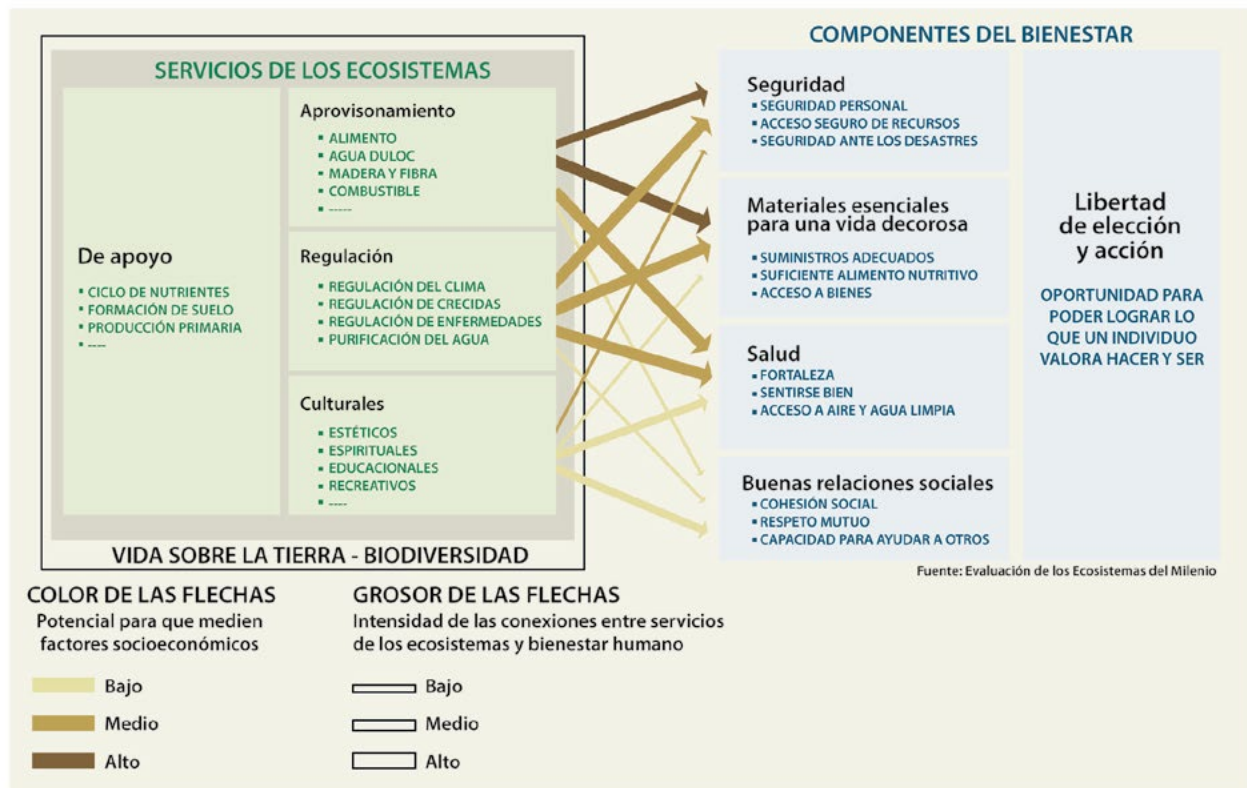 COMPONENTES DEL BIENESTAR
SERVICIOS DE LOS ECOSISTEMAS
De apoyo
▪ CICLO DE NUTRIENTES
▪ FORMACIÓN DE SUELO
▪ PRODUCCIÓN PRIMARIA
▪ ----
Aprovisonamiento
▪ ALIMENTO
▪ AGUA DULOC
▪ MADERA Y FIBRA
▪ COMBUSTIBLE
▪ -----
Regulación
▪ REGULACIÓN DEL CLIMA
▪ REGULACIÓN DE CRECIDAS
▪ REGULACIÓN DE ENFERMEDADES
▪ PURIFICACIÓN DEL AGUA
Culturales
▪ ESTÉTICOS
▪ ESPIRITUALES
▪ EDUCACIONALES
▪ RECREATIVOS
▪ ----
VIDA SOBRE LA TIERRA - BIODIVERSIDAD
Seguridad
▪ SEGURIDAD PERSONAL
▪ ACCESO SEGURO DE RECURSOS
▪ SEGURIDAD ANTE LOS DESASTRES
Materiales esenciales
para una vida decorosa
▪ SUMINISTROS ADECUADOS
▪ SUFICIENTE ALIMENTO NUTRITIVO
▪ ACCESO A BIENES
Salud
▪ FORTALEZA
▪ SENTIRSE BIEN
▪ ACCESO A AIRE Y AGUA LIMPIA
Buenas relaciones sociales
▪ COHESIÓN SOCIAL
▪ RESPETO MUTUO
▪ CAPACIDAD PARA AYUDAR A OTROS
Libertad
de elección
y acción
OPORTUNIDAD PARA
PODER LOGRAR LO
QUE UN INDIVIDUO
VALORA HACER Y SER
Fuente: Evaluación de los Ecosistemas del Milenio
COLOR DE LAS FLECHAS
Potencial para que medien
factores socioeconómicos
Bajo
Medio
Alto
GROSOR DE LAS FLECHAS
Intensidad de las conexiones entre servicios
de los ecosistemas y bienestar humano
Bajo
Medio
Alto